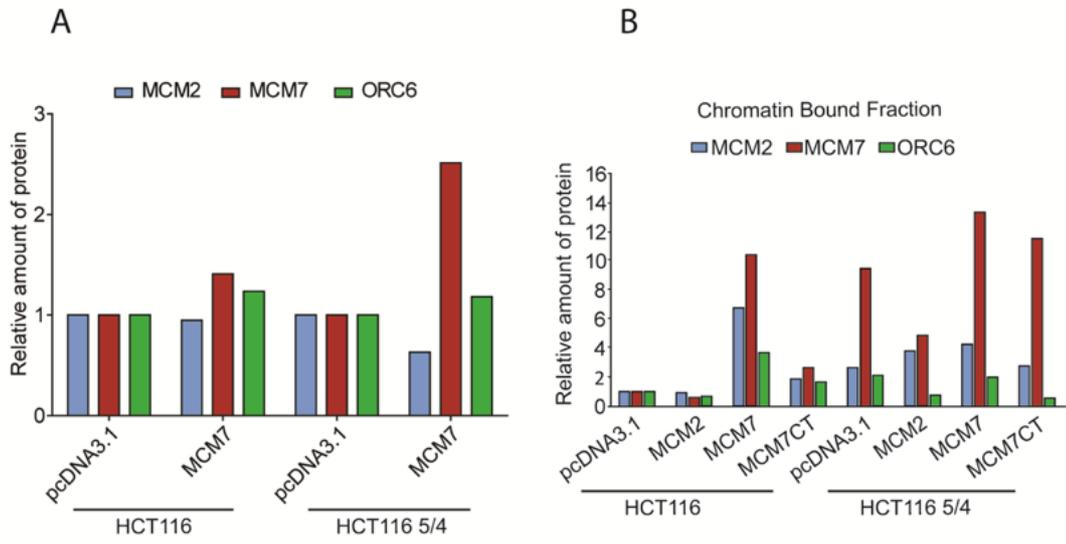 A
MCM2 MCM7 ORC6
Relative amount of protein
3
2
1
0
pcDNA3.1
MCM7
pcDNA3.1
MCM7
HCT116
HCT116 5/4
B
Chromatin Bound Fraction
MCM2 MCM7 ORC6
Relative amount of protein
16
14
12
10
8
6
4
2
0
pcDNA3.1
MCM2
MCM7
MCM7CT
pcDNA3.1
MCM2
MCM7
MCM7CT
HCT116
HCT116 5/4